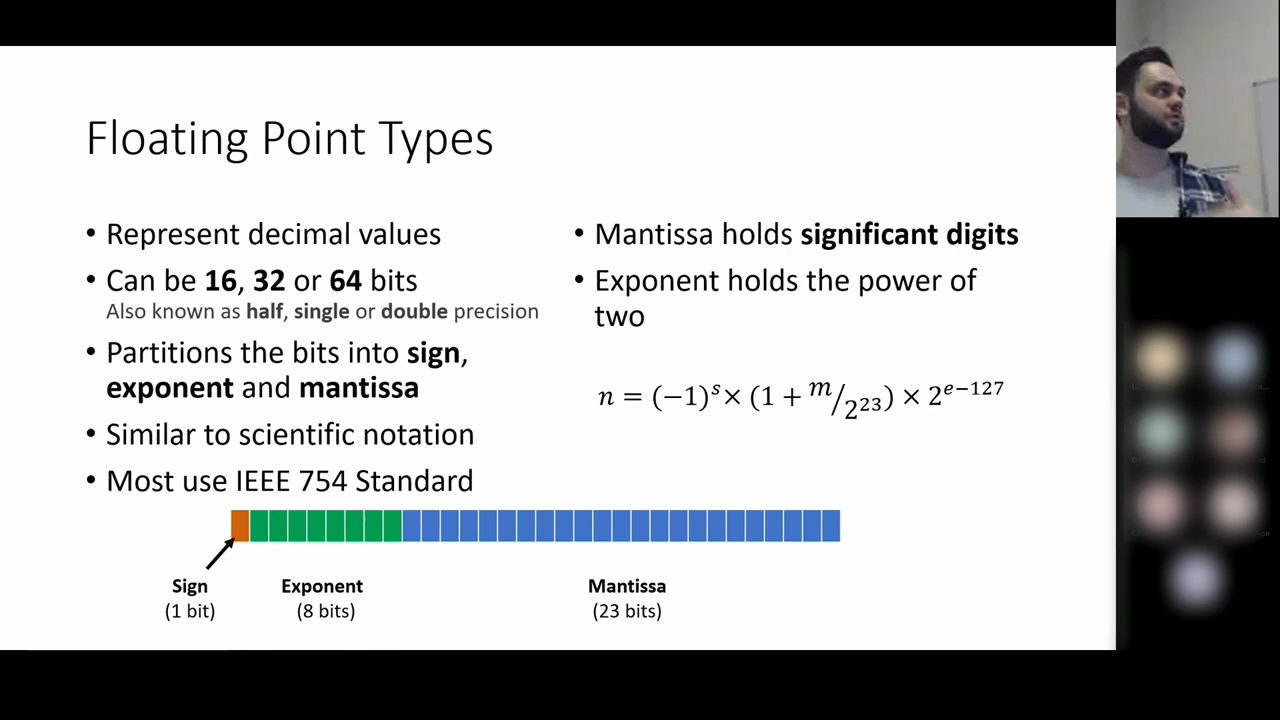 Floating Point Types
• Represent decimal values
• Can be 16, 32 or 64 bits
Also known as half, single or double precision
• Partitions the bits into sign,
exponent and mantissa
• Similar to scientific notation
• Most use IEEE 754 Standard
• Mantissa holds significant digits
• Exponent holds the power of
two
n = (−1)^s × (1 + m/2^23) × 2^(e−127)
Sign
(1 bit)
Exponent
(8 bits)
Mantissa
(23 bits)